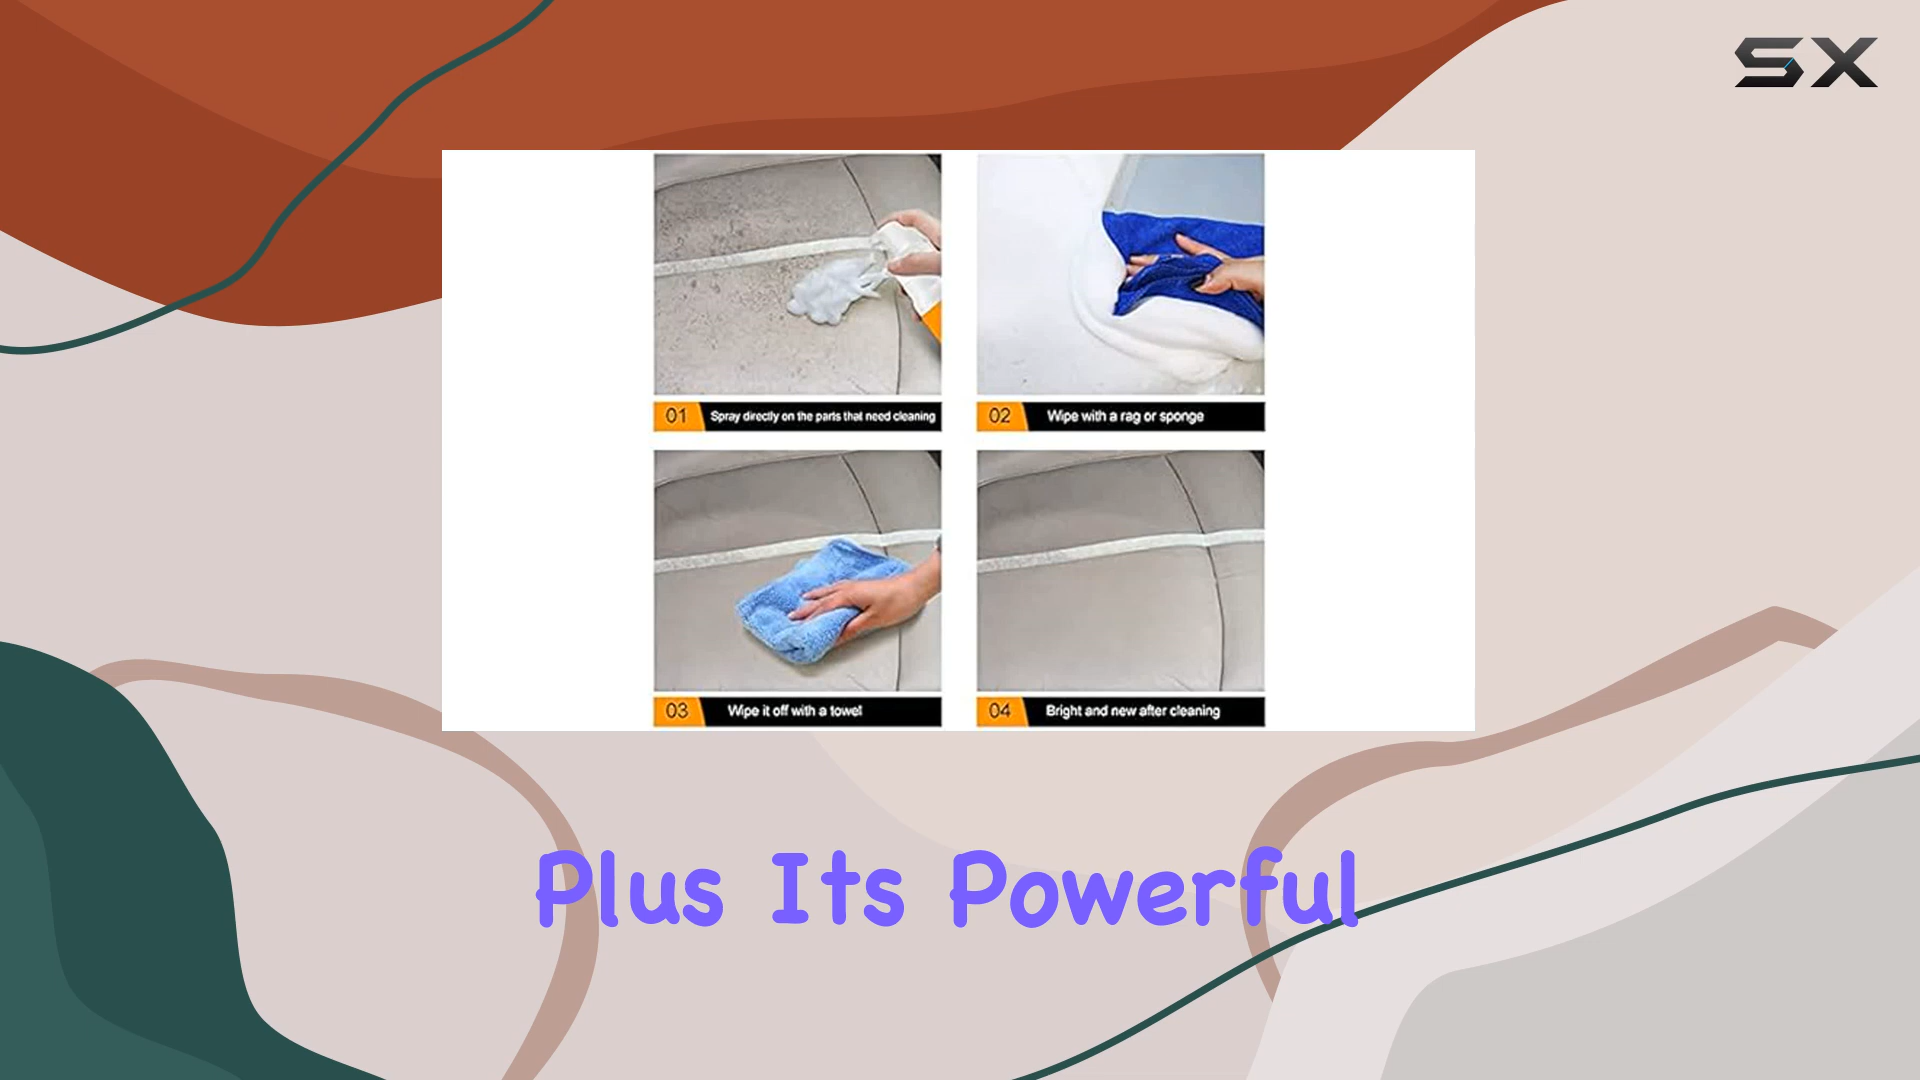 SX
01 Spray directly on the parts that need cleaning
02 Wipe with a rag or sponge
03 Wipe it off with a towel
04 Bright and new after cleaning
Plus Its Powerful